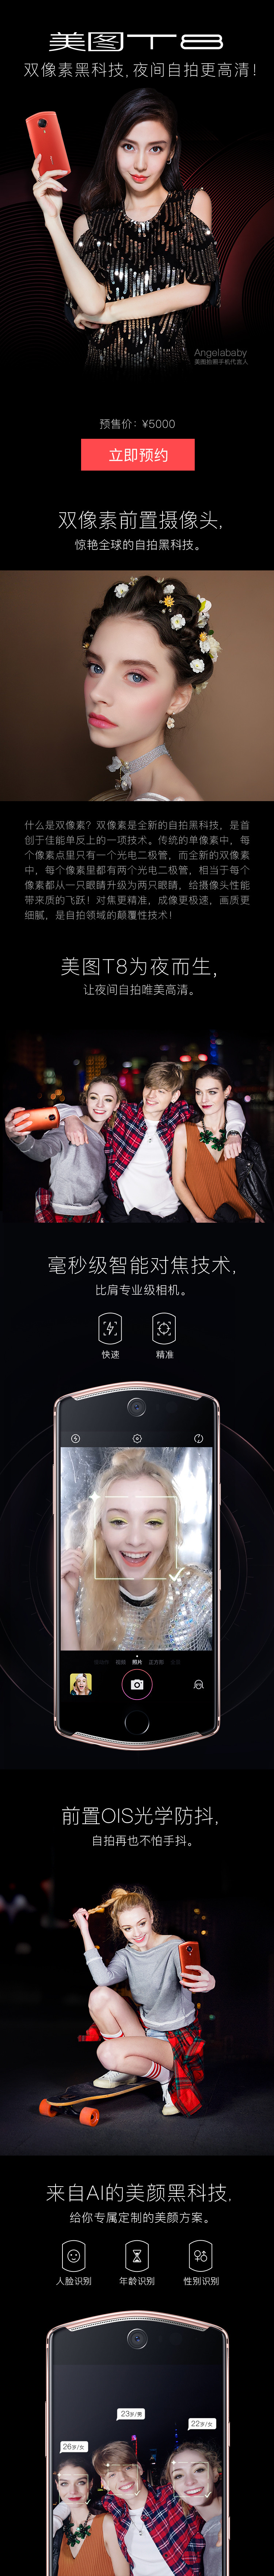 美图T8
双像素黑科技，夜间自拍更高清！
Angelababy
美图拍照手机代言人
预售价：¥5000
立即预约
双像素前置摄像头，
惊艳全球的自拍黑科技。
什么是双像素？双像素是全新的自拍黑科技，是首
创于佳能单反上的一项技术。传统的单像素中，每
个像素点里只有一个光电二极管，而全新的双像素
中，每个像素里都有两个光电二极管，相当于每个
像素都从一只眼睛升级为两只眼睛，给摄像头性能
带来质的飞跃！对焦更精准，成像更极速，画质更
细腻，是自拍领域的颠覆性技术！
美图T8为夜而生，
让夜间自拍唯美高清。
毫秒级智能对焦技术，
比肩专业级相机。
快速 精准
视频 照片 正方形
前置OIS光学防抖，
自拍再也不怕手抖。
来自AI的美颜黑科技，
给你专属定制的美颜方案。
人脸识别 年龄识别 性别识别
23岁/男
22岁/女
26岁/女